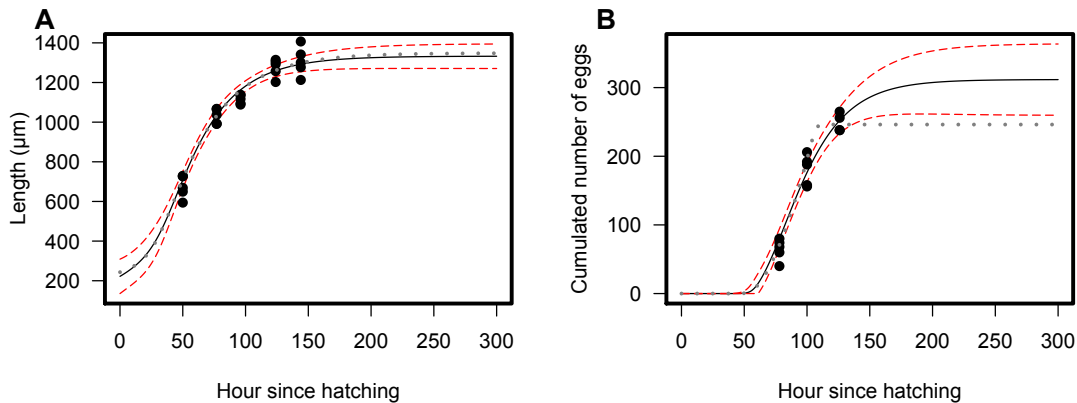 A
Length (µm)
1400
1200
1000
800
600
400
200
0 50 100 150 200 250 300
Hour since hatching
B
Cumulated number of eggs
300
200
100
0
0 50 100 150 200 250 300
Hour since hatching